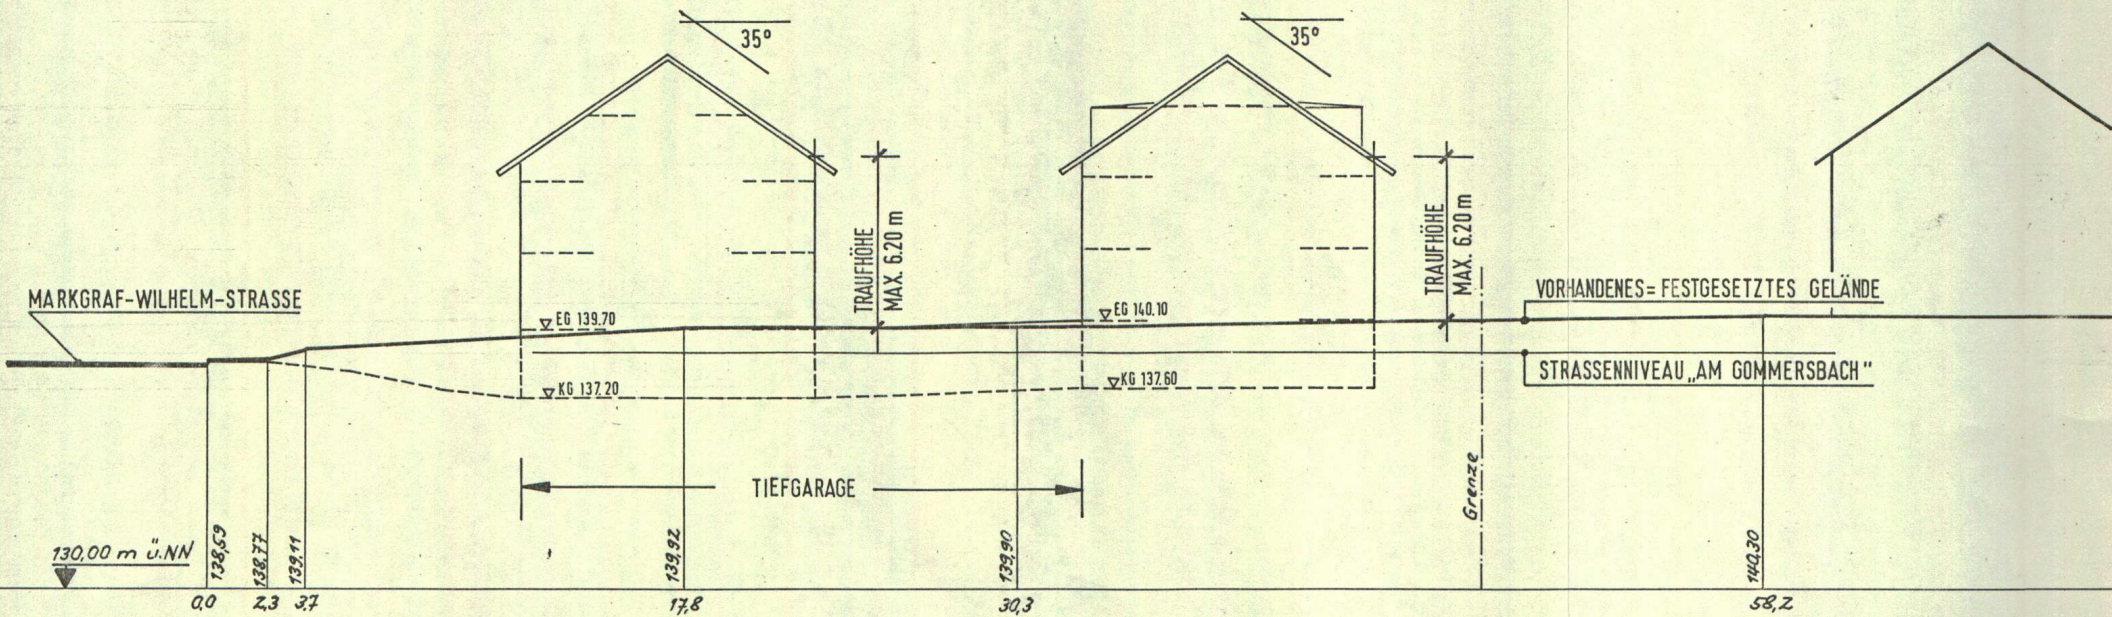 35°
35°
TRAUFHÖHE
MAX. 6.20 m
TRAUFHÖHE
MAX. 6.20 m
MARKGRAF-WILHELM-STRASSE
VORHANDENES=FESTGESETZTES GELÄNDE
EG 139.70
EG 140.10
STRASSENNIVEAU „AM GOMMERSBACH"
KG 137.20
KG 137.60
TIEFGARAGE
Grenze
130,00 m ü.NN
138,59
138,77
139,11
139,92
139,90
140,30
0,0
2,3
3,7
17,8
30,3
58,2